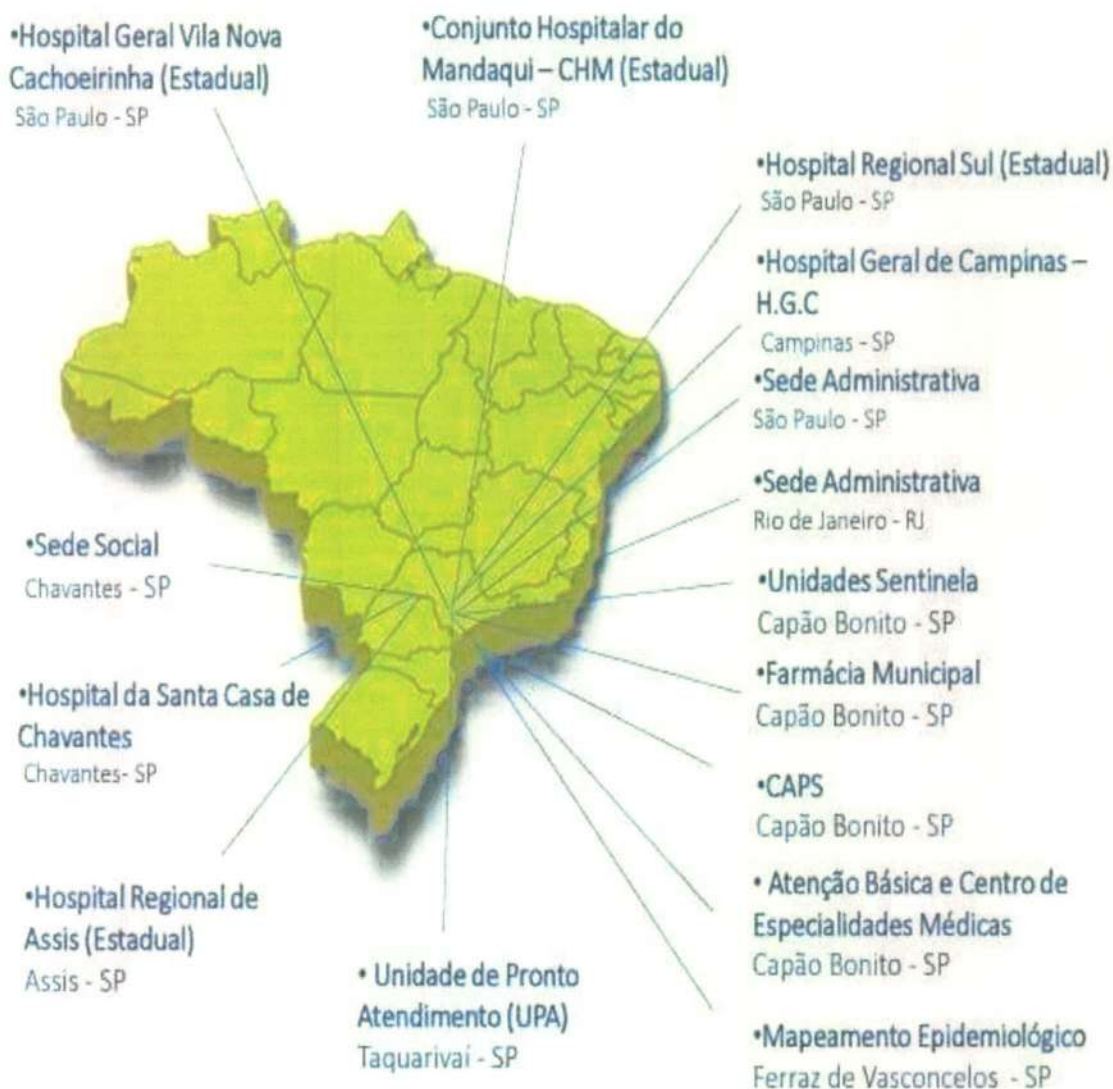 •Hospital Geral Vila Nova
Cachoeirinha (Estadual)
São Paulo - SP
•Conjunto Hospitalar do
Mandaqui – CHM (Estadual)
São Paulo - SP
•Hospital Regional Sul (Estadual)
São Paulo - SP
•Hospital Geral de Campinas –
H.G.C
Campinas - SP
•Sede Administrativa
São Paulo - SP
•Sede Administrativa
Rio de Janeiro - RJ
•Unidades Sentinela
Capão Bonito - SP
•Farmácia Municipal
Capão Bonito - SP
•CAPS
Capão Bonito - SP
• Atenção Básica e Centro de
Especialidades Médicas
Capão Bonito - SP
•Mapeamento Epidemiológico
Ferraz de Vasconcelos - SP
•Sede Social
Chavantes - SP
•Hospital da Santa Casa de
Chavantes
Chavantes- SP
•Hospital Regional de
Assis (Estadual)
Assis - SP
• Unidade de Pronto
Atendimento (UPA)
Taquarivaí - SP